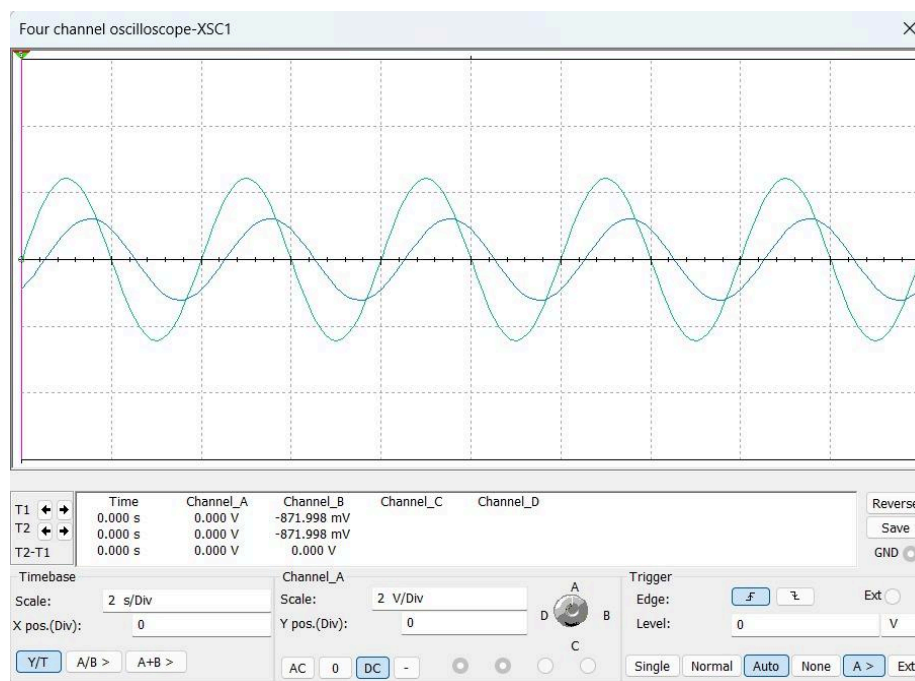 Four channel oscilloscope-XSC1
Time Channel_A Channel_B Channel_C Channel_D
T1 0.000 s 0.000 V -871.998 mV
T2 0.000 s 0.000 V -871.998 mV
T2-T1 0.000 s 0.000 V 0.000 V
Reverse
Save
GND
Timebase
Scale: 2 s/Div
X pos.(Div): 0
Y/T A/B > A+B >
Channel_A
Scale: 2 V/Div
Y pos.(Div): 0
AC 0 DC -
A
D B
C
Trigger
Edge: Ext
Level: 0 V
Single Normal Auto None A > Ext